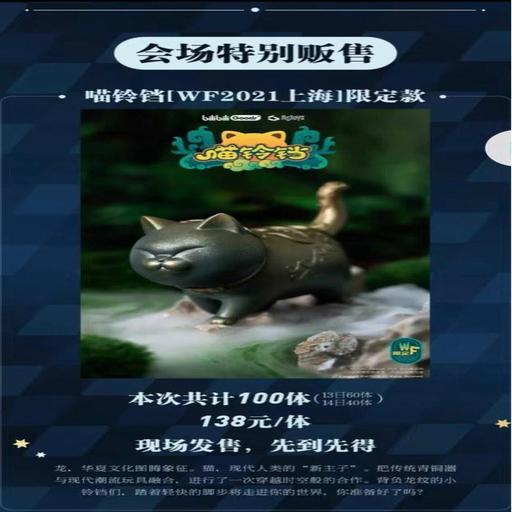 会场特别贩售
喵铃铛[WF2021上海]限定款
bilibili Goods
喵铃铛
WF
限定
本次共计100体(13日60体 14日40体)
138元/体
现场发售，先到先得
龙，华夏文化图腾象征。猫，现代人类的“新主子”。把传统青铜器
与现代潮流玩具融合，进行了一次穿越时空般的合作。背负龙纹的小
铃铛们，踏着轻快的脚步将走进你的世界，你准备好了吗？